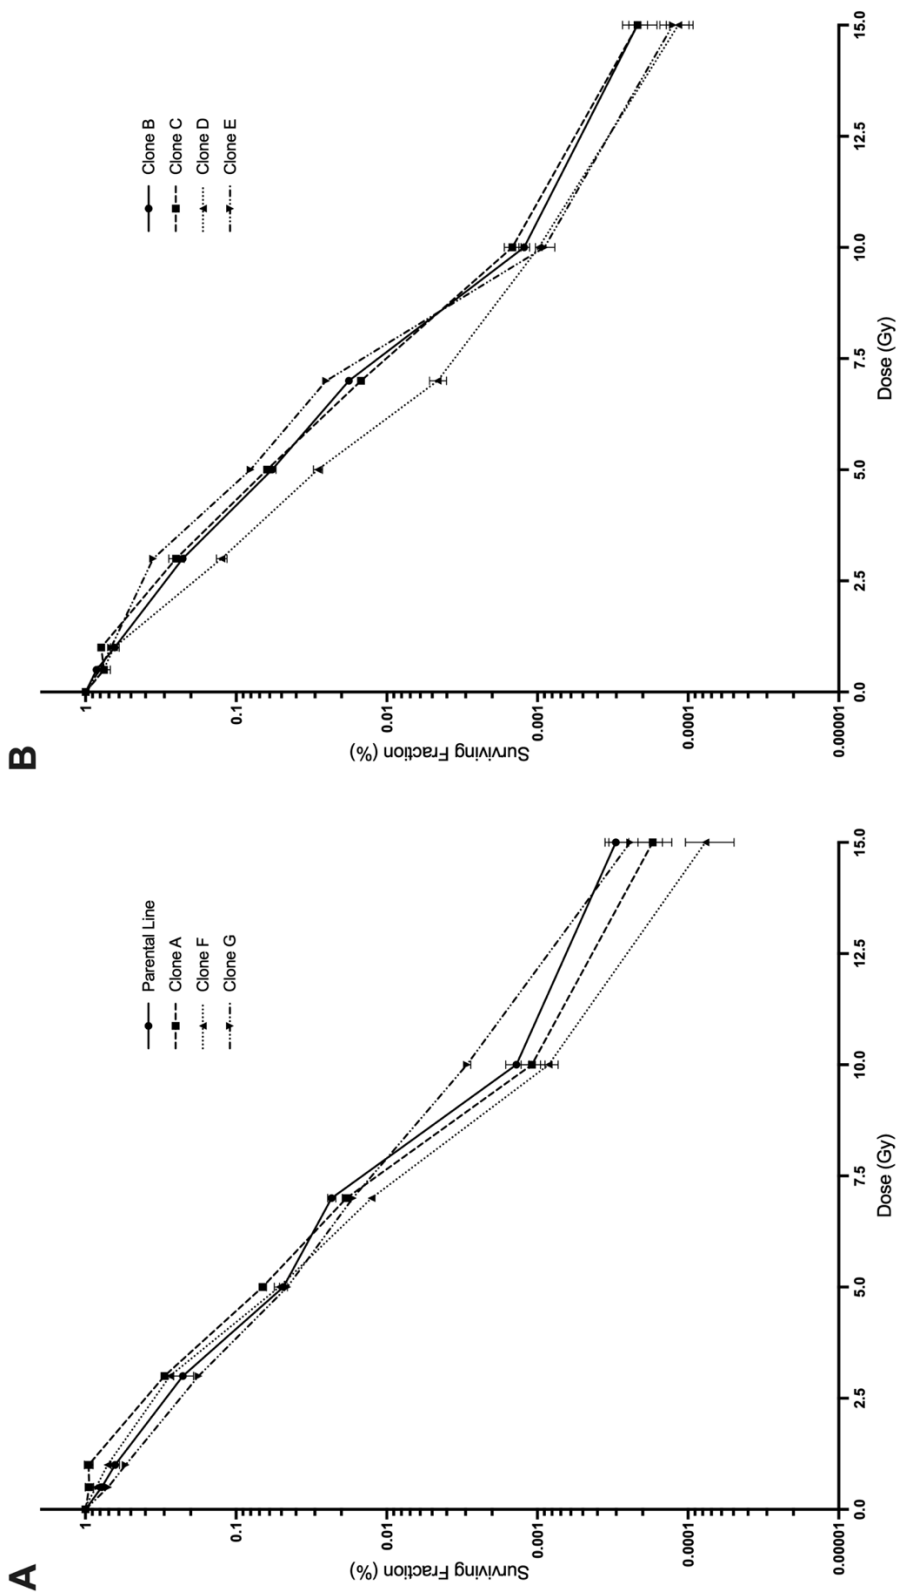 A
Parental Line
Clone A
Clone F
Clone G
Surviving Fraction (%)
1
0.1
0.01
0.001
0.0001
0.00001
0.0
2.5
5.0
7.5
10.0
12.5
15.0
Dose (Gy)
B
Clone B
Clone C
Clone D
Clone E
Surviving Fraction (%)
1
0.1
0.01
0.001
0.0001
0.00001
0.0
2.5
5.0
7.5
10.0
12.5
15.0
Dose (Gy)